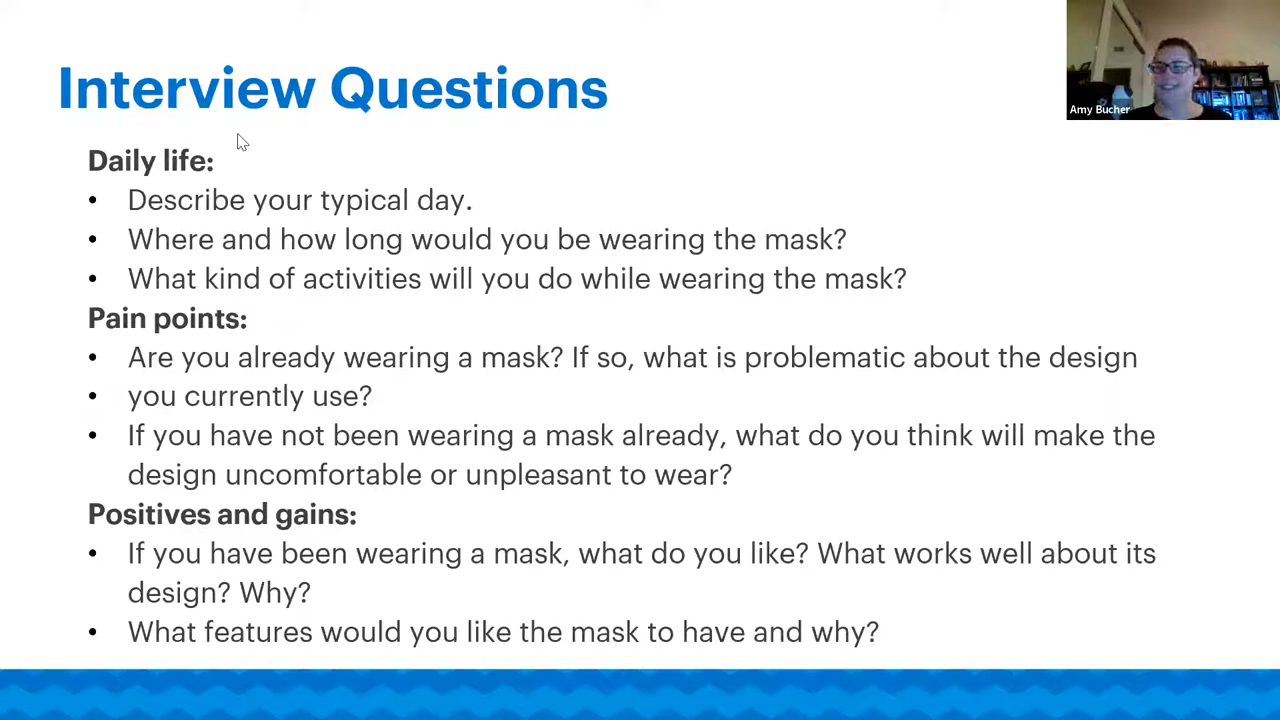 Interview Questions
Amy Bucher
Daily life:
• Describe your typical day.
• Where and how long would you be wearing the mask?
• What kind of activities will you do while wearing the mask?
Pain points:
• Are you already wearing a mask? If so, what is problematic about the design
• you currently use?
• If you have not been wearing a mask already, what do you think will make the
design uncomfortable or unpleasant to wear?
Positives and gains:
• If you have been wearing a mask, what do you like? What works well about its
design? Why?
• What features would you like the mask to have and why?